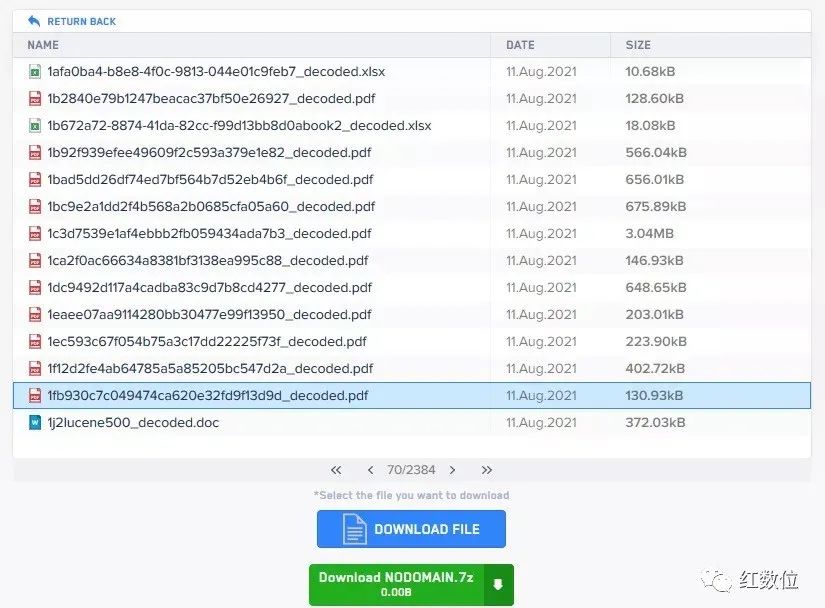 RETURN BACK
NAME DATE SIZE
1afa0ba4-b8e8-4f0c-9813-044e01c9feb7_decoded.xlsx 11.Aug.2021 10.68kB
1b2840e79b1247beacac37bf50e26927_decoded.pdf 11.Aug.2021 128.60kB
1b672a72-8874-41da-82cc-f99d13bb8d0abook2_decoded.xlsx 11.Aug.2021 18.08kB
1b92f939efee49609f2c593a379e1e82_decoded.pdf 11.Aug.2021 566.04kB
1bad5dd26df74ed7bf564b7d52eb4b6f_decoded.pdf 11.Aug.2021 656.01kB
1bc9e2a1dd2f4b568a2b0685cfa05a60_decoded.pdf 11.Aug.2021 675.89kB
1c3d7539e1af4ebbb2fb059434ada7b3_decoded.pdf 11.Aug.2021 3.04MB
1ca2f0ac66634a8381bf3138ea995c88_decoded.pdf 11.Aug.2021 146.93kB
1dc9492d117a4cadba83c9d7b8cd4277_decoded.pdf 11.Aug.2021 648.65kB
1eaee07aa9114280bb30477e99f13950_decoded.pdf 11.Aug.2021 203.01kB
1ec593c67f054b75a3c17dd22225f73f_decoded.pdf 11.Aug.2021 223.90kB
1f12d2fe4ab64785a5a85205bc547d2a_decoded.pdf 11.Aug.2021 402.72kB
1fb930c7c049474ca620e32fd9f13d9d_decoded.pdf 11.Aug.2021 130.93kB
1j2lucene500_decoded.doc 11.Aug.2021 372.03kB
« ‹ 70/2384 › »
*Select the file you want to download
DOWNLOAD FILE
Download NODOMAIN.7z
0.00B
红数位